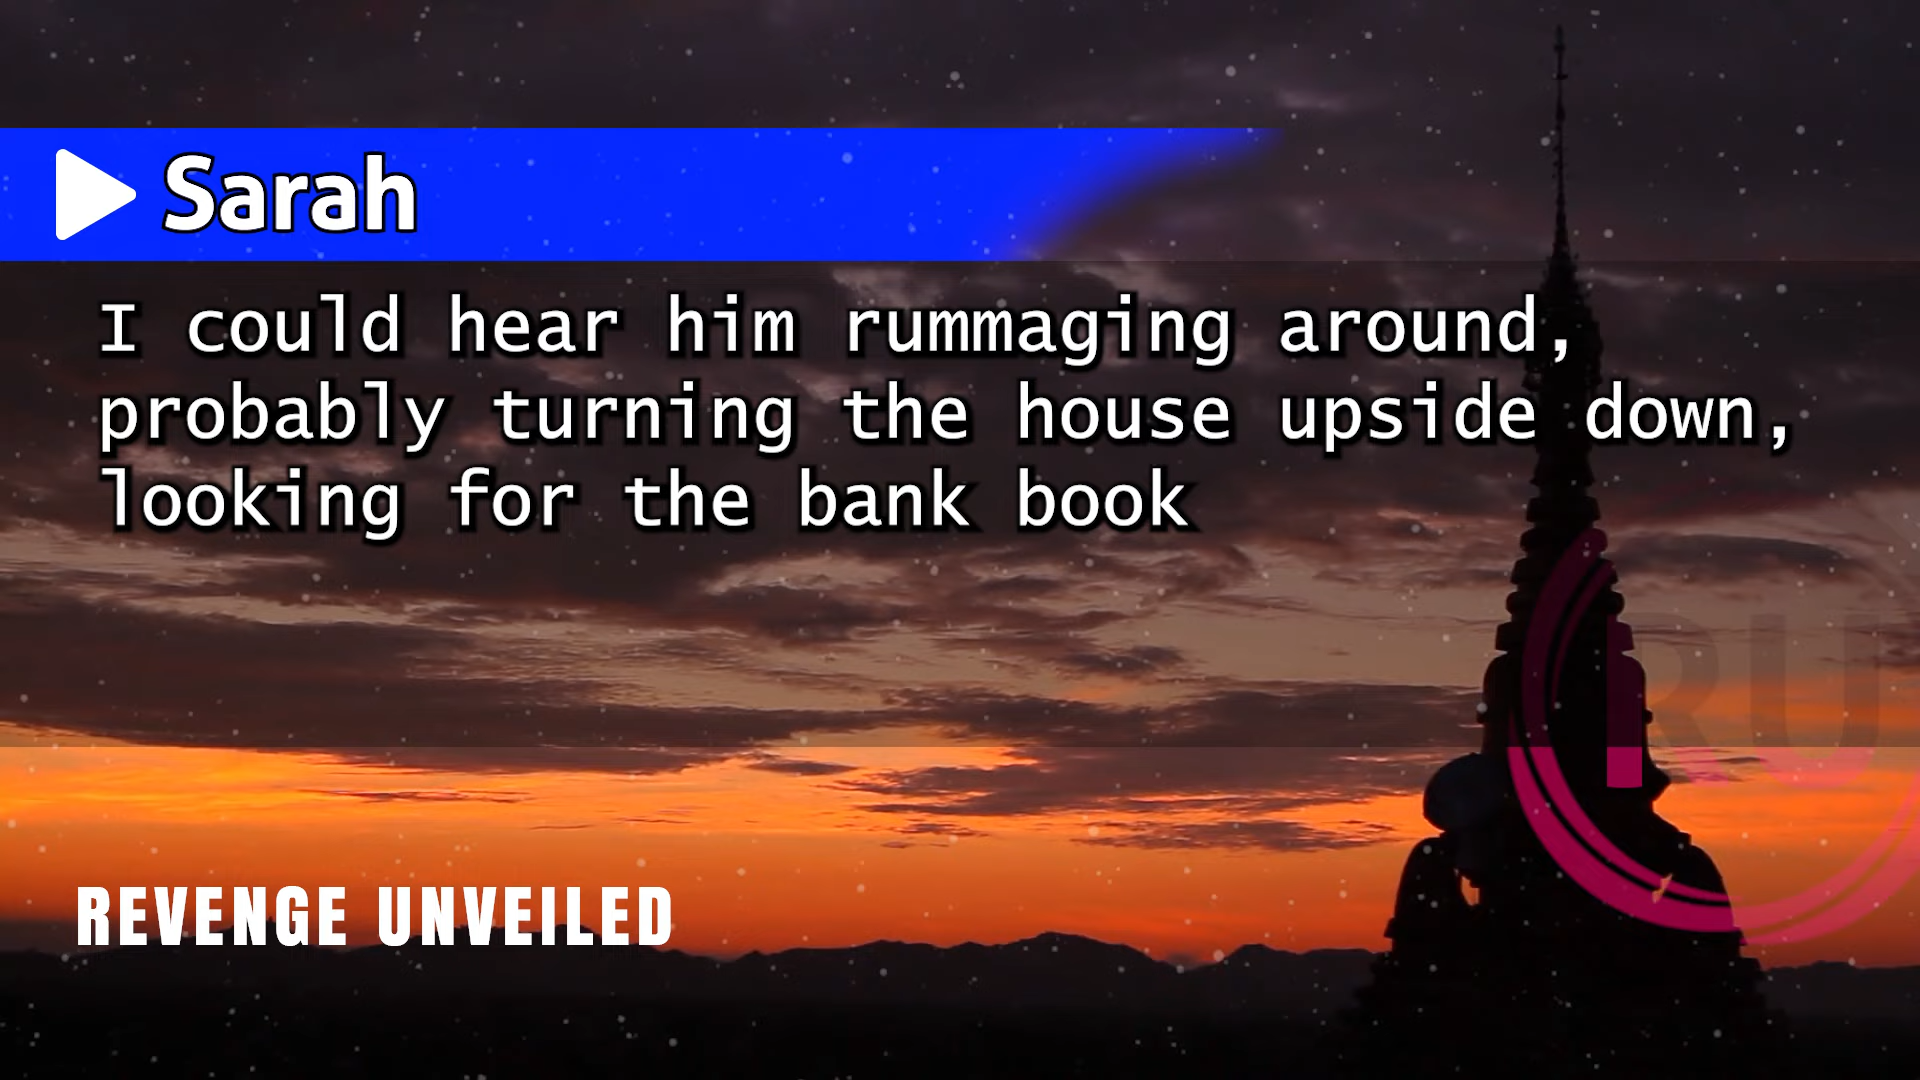 Sarah
I could hear him rummaging around,
probably turning the house upside down,
looking for the bank book
RU
REVENGE UNVEILED